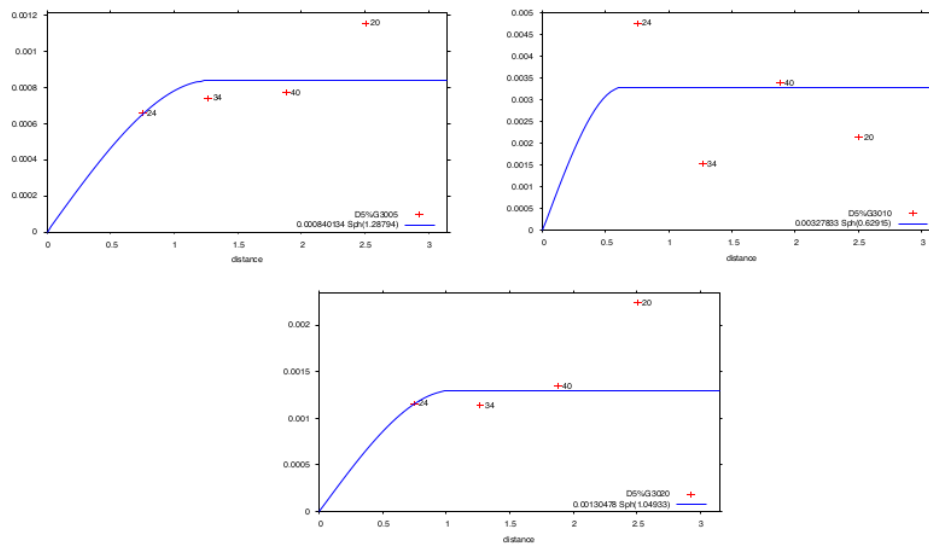 0.0012
0.001
0.0008
0.0006
0.0004
0.0002
0
20
24
34
40
D5%G3005
0.000840134 Sph(1.28794)
0 0.5 1 1.5 2 2.5 3
distance
0.005
0.0045
0.004
0.0035
0.003
0.0025
0.002
0.0015
0.001
0.0005
0
24
40
20
34
D5%G3010
0.00327833 Sph(0.62915)
0 0.5 1 1.5 2 2.5 3
distance
0.002
0.0015
0.001
0.0005
0
20
40
24
34
D5%G3020
0.00130478 Sph(1.04933)
0 0.5 1 1.5 2 2.5 3
distance